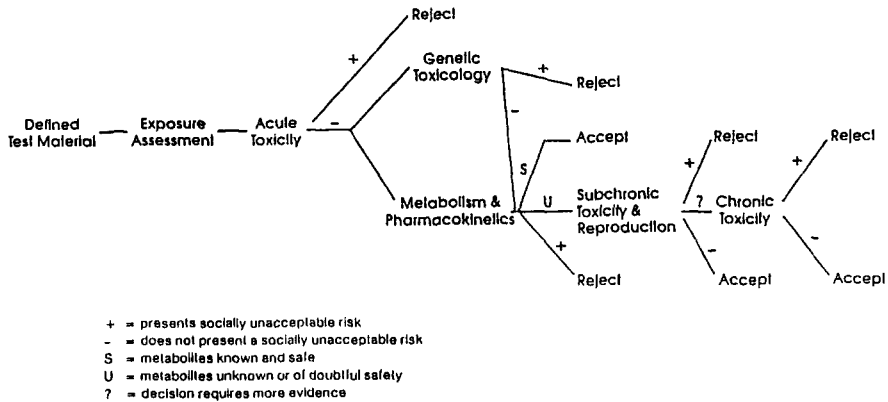 Reject
+
Genetic
Toxicology
+
Reject
-
Defined
Test Material
Exposure
Assessment
Acute
Toxicity
-
Accept
S
Reject
+
Reject
+
Metabolism &
Pharmacokinetics
U
Subchronic
Toxicity &
Reproduction
?
Chronic
Toxicity
+
Reject
-
Accept
-
Accept
+ = presents socially unacceptable risk
- = does not present a socially unacceptable risk
S = metabolites known and safe
U = metabolites unknown or of doubtful safety
? = decision requires more evidence